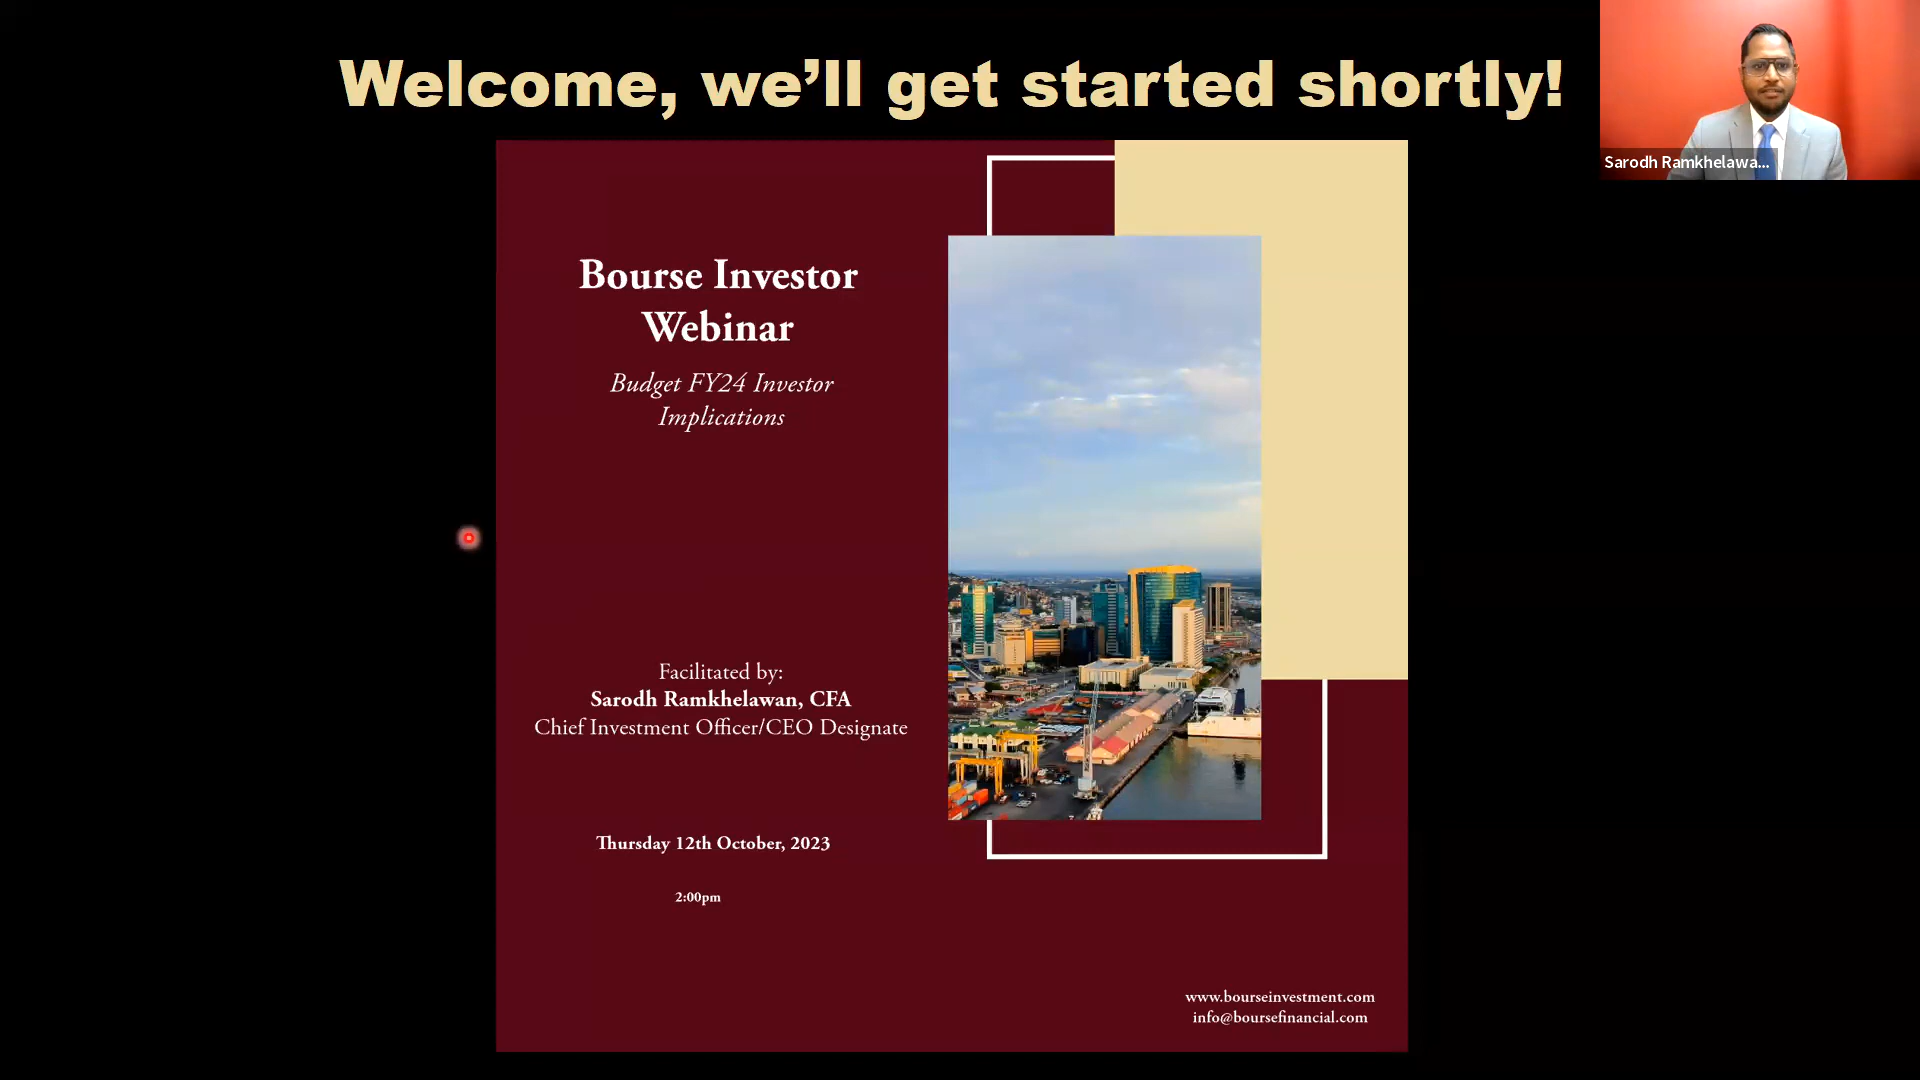 Welcome, we’ll get started shortly!
Sarodh Ramkhelawa...
Bourse Investor
Webinar
Budget FY24 Investor
Implications
Facilitated by:
Sarodh Ramkhelawan, CFA
Chief Investment Officer/CEO Designate
Thursday 12th October, 2023
2:00pm
www.bourseinvestment.com
info@boursefinancial.com